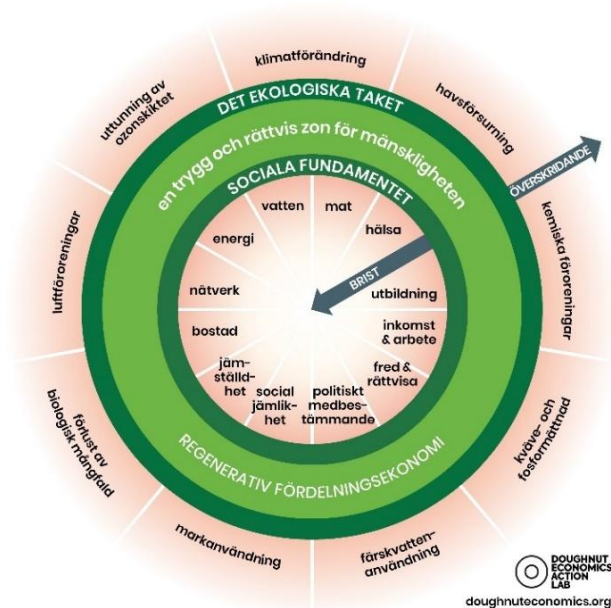 klimatförändring
havsförsurning
kemiska föroreningar
kväve- och
fosformättnad
färskvatten-
användning
markanvändning
förlust av
biologisk mångfald
luftföroreningar
uttunning av
ozonskiktet
ÖVERSKRIDANDE
DET EKOLOGISKA TAKET
en trygg och rättvis zon för mänskligheten
SOCIALA FUNDAMENTET
vatten
mat
hälsa
BRIST
utbildning
inkomst
& arbete
fred &
rättvisa
politiskt
medbes-
tämmande
social
jämlik-
het
jäm-
ställd-
het
bostad
nätverk
energi
REGENERATIV FÖRDELNINGSEKONOMI
DOUGHNUT
ECONOMICS
ACTION
LAB
doughnuteconomics.org